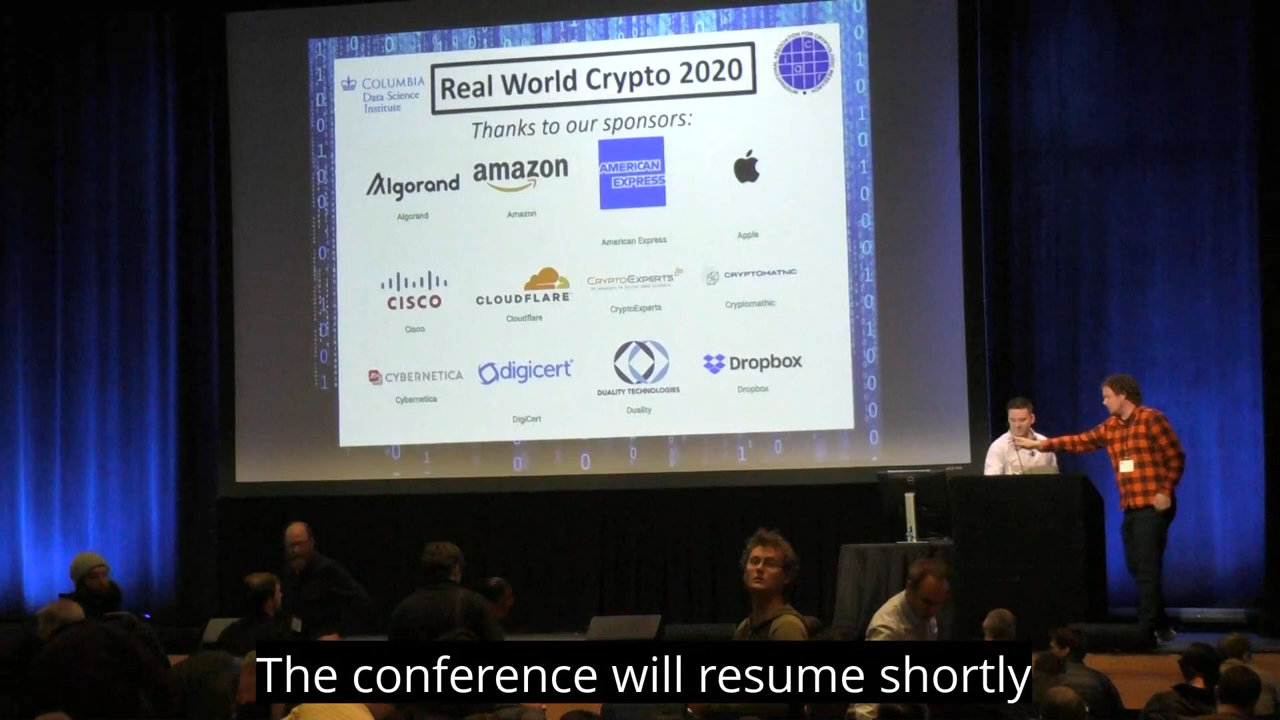 COLUMBIA
Data Science
Institute
Real World Crypto 2020
Thanks to our sponsors:
Algorand
amazon
AMERICAN
EXPRESS
Algorand
Amazon
American Express
Apple
CISCO
CLOUDFLARE
CRYPTOEXPERTS
CRYPTOMATHIC
Cisco
Cloudflare
CryptoExperts
Cryptomathic
CYBERNETICA
digicert
DUALITY TECHNOLOGIES
Dropbox
Cybernetica
DigiCert
Duality
Dropbox
The conference will resume shortly